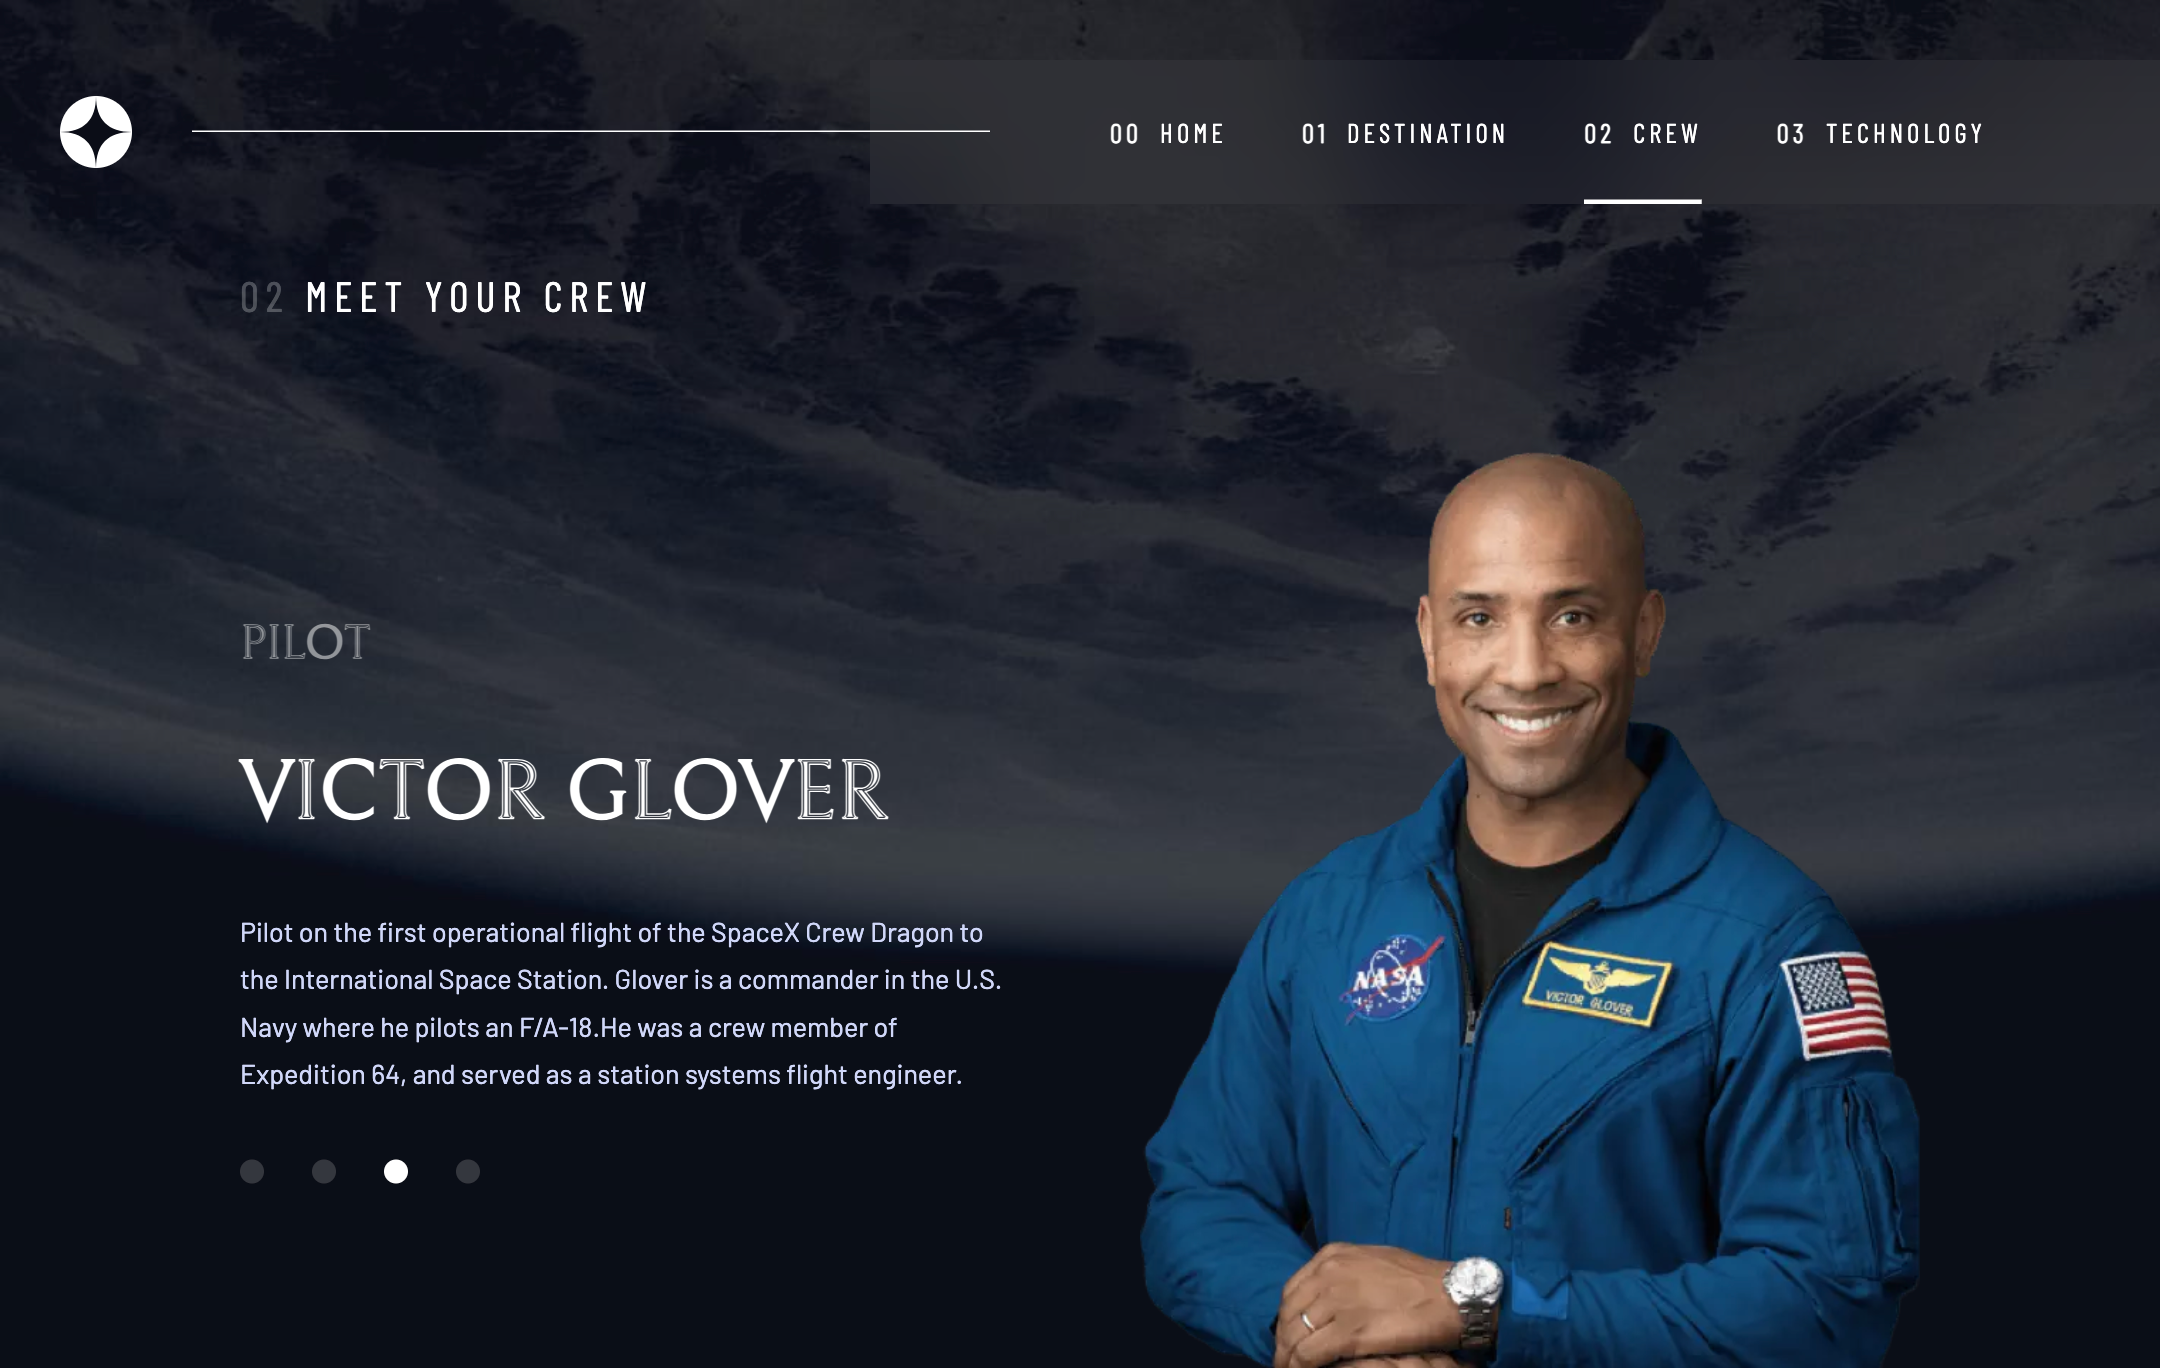 00 HOME 01 DESTINATION 02 CREW 03 TECHNOLOGY
02 MEET YOUR CREW
PILOT
VICTOR GLOVER
Pilot on the first operational flight of the SpaceX Crew Dragon to
the International Space Station. Glover is a commander in the U.S.
Navy where he pilots an F/A-18.He was a crew member of
Expedition 64, and served as a station systems flight engineer.
NASA
VICTOR GLOVER